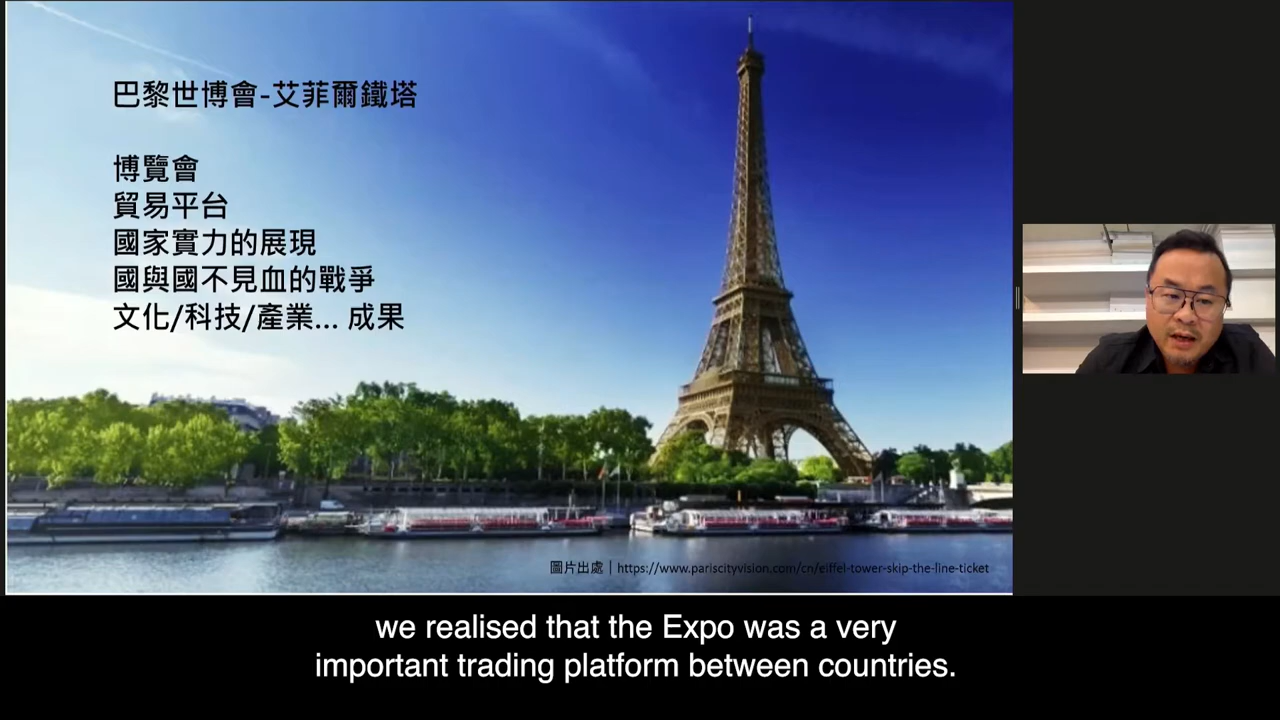 巴黎世博會-艾菲爾鐵塔
博覽會
貿易平台
國家實力的展現
國與國不見血的戰爭
文化/科技/產業... 成果
圖片出處｜https://www.pariscityvision.com/cn/eiffel-tower-skip-the-line-ticket
we realised that the Expo was a very
important trading platform between countries.